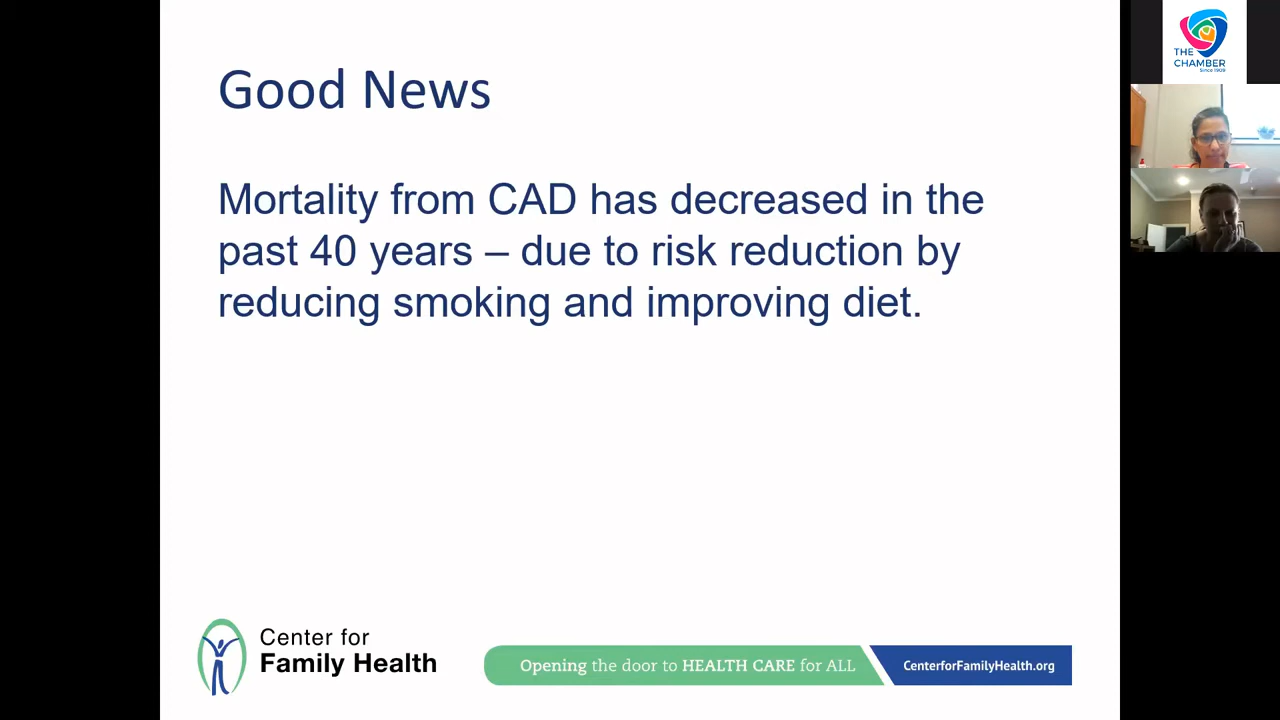 Good News
Mortality from CAD has decreased in the
past 40 years – due to risk reduction by
reducing smoking and improving diet.
Center for
Family Health
Opening the door to HEALTH CARE for ALL
CenterforFamilyHealth.org
THE
CHAMBER
Since 1909